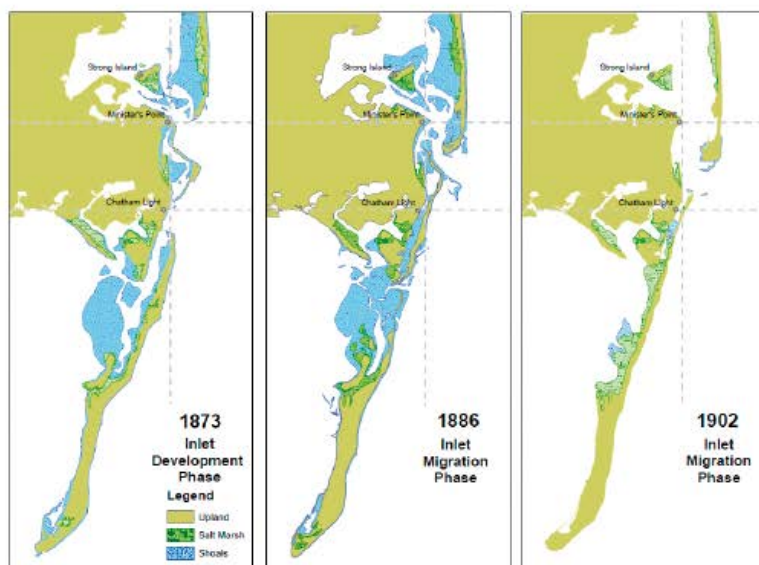 Strong Island
Minister's Point
Chatham Light
1873
Inlet
Development
Phase
Legend
Upland
Salt Marsh
Shoals
Strong Island
Minister's Point
Chatham Light
1886
Inlet
Migration
Phase
Strong Island
Minister's Point
Chatham Light
1902
Inlet
Migration
Phase